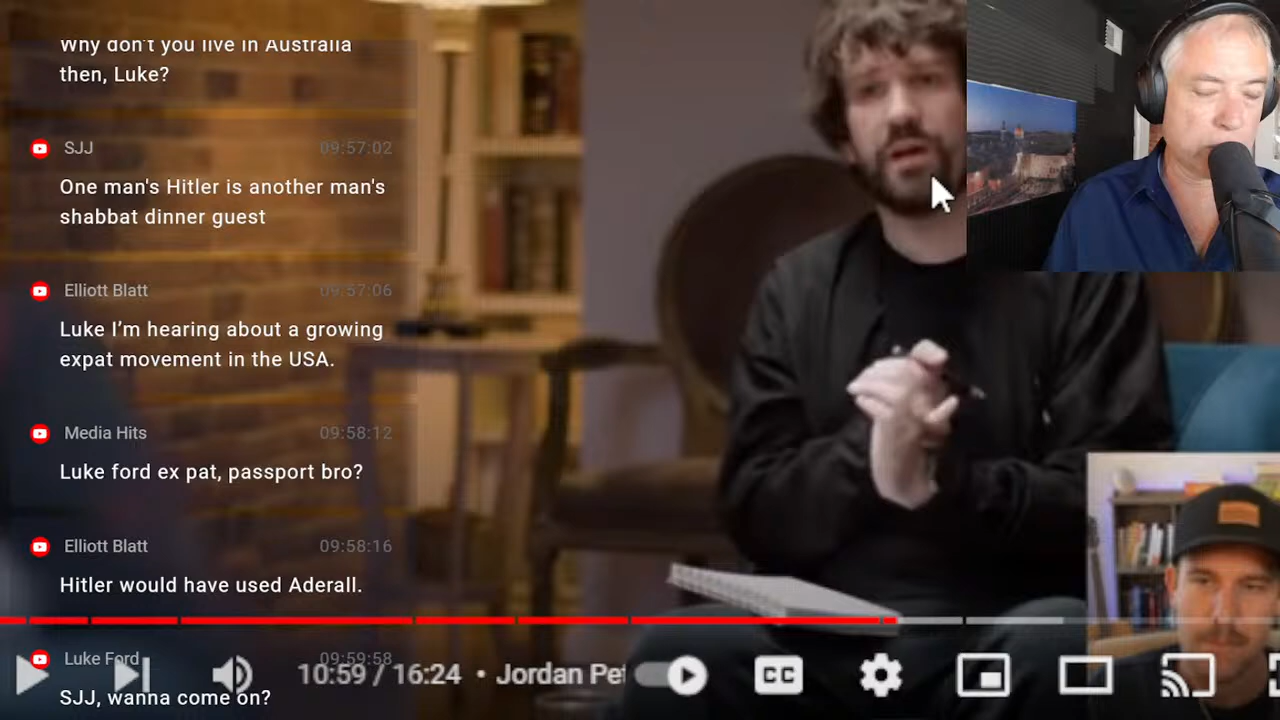 Why don't you live in Australia
then, Luke?
SJJ 09:57:02
One man's Hitler is another man's
shabbat dinner guest
Elliott Blatt 09:57:06
Luke I’m hearing about a growing
expat movement in the USA.
Media Hits 09:58:12
Luke ford ex pat, passport bro?
Elliott Blatt 09:58:16
Hitler would have used Aderall.
Luke Ford 09:59:58
10:59 / 16:24 • Jordan Pet
CC
SJJ, wanna come on?